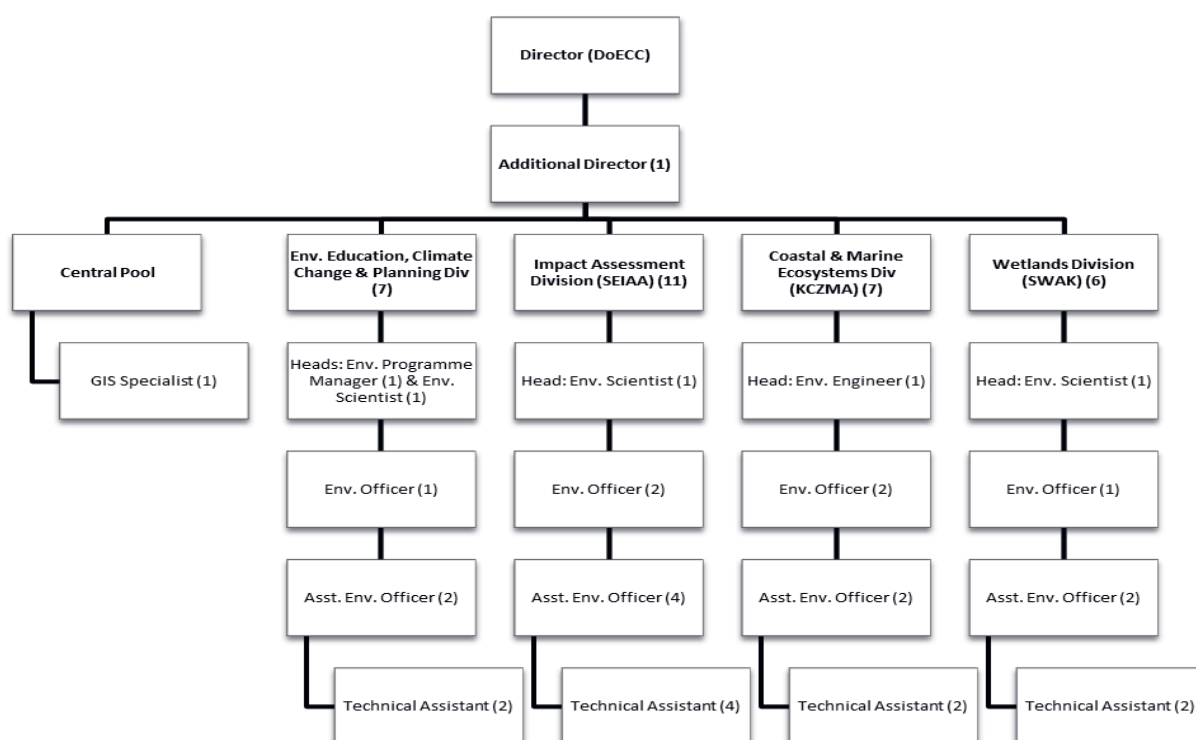 Director (DoECC)
Additional Director (1)
Central Pool
Env. Education, Climate
Change & Planning Div
(7)
Impact Assessment
Division (SEIAA) (11)
Coastal & Marine
Ecosystems Div
(KCZMA) (7)
Wetlands Division
(SWAK) (6)
GIS Specialist (1)
Heads: Env. Programme
Manager (1) & Env.
Scientist (1)
Head: Env. Scientist (1)
Head: Env. Engineer (1)
Head: Env. Scientist (1)
Env. Officer (1)
Env. Officer (2)
Env. Officer (2)
Env. Officer (1)
Asst. Env. Officer (2)
Asst. Env. Officer (4)
Asst. Env. Officer (2)
Asst. Env. Officer (2)
Technical Assistant (2)
Technical Assistant (4)
Technical Assistant (2)
Technical Assistant (2)